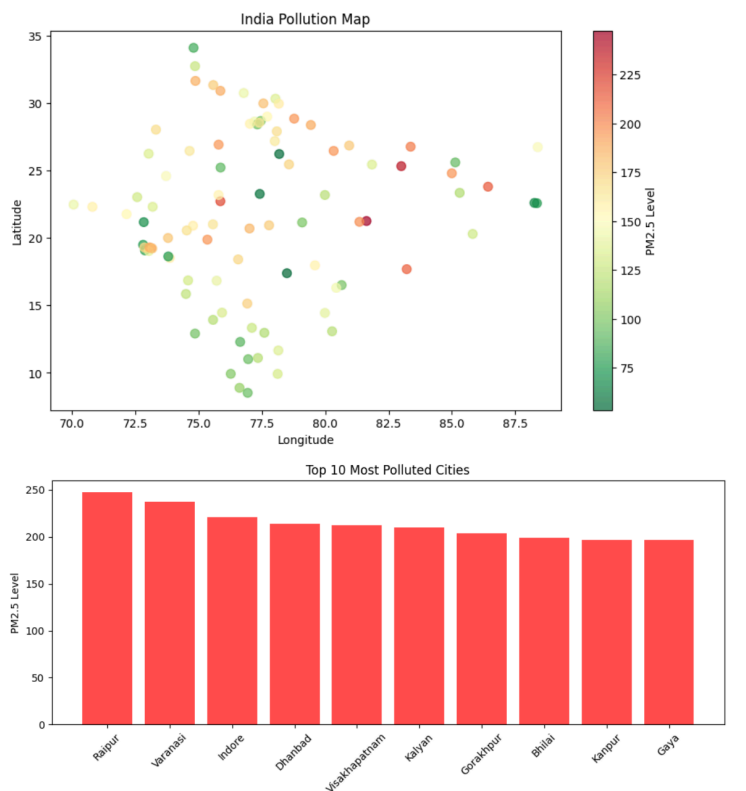 India Pollution Map
35
30
25
20
15
10
Latitude
70.0 72.5 75.0 77.5 80.0 82.5 85.0 87.5
Longitude
225
200
175
150
125
100
75
PM2.5 Level
Top 10 Most Polluted Cities
250
200
150
100
50
0
PM2.5 Level
Raipur Varanasi Indore Dhanbad Visakhapatnam Kalyan Gorakhpur Bhilai Kanpur Gaya